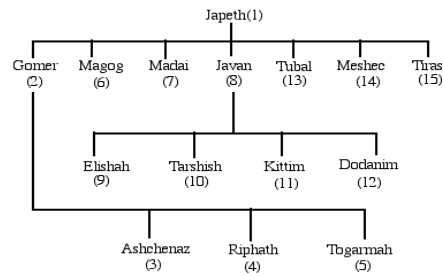 Japeth(1)
Gomer Magog Madai Javan Tubal Meshec Tiras
(2) (6) (7) (8) (13) (14) (15)
Elishah Tarshish Kittim Dodanim
(9) (10) (11) (12)
Ashchenaz Riphath Togarmah
(3) (4) (5)